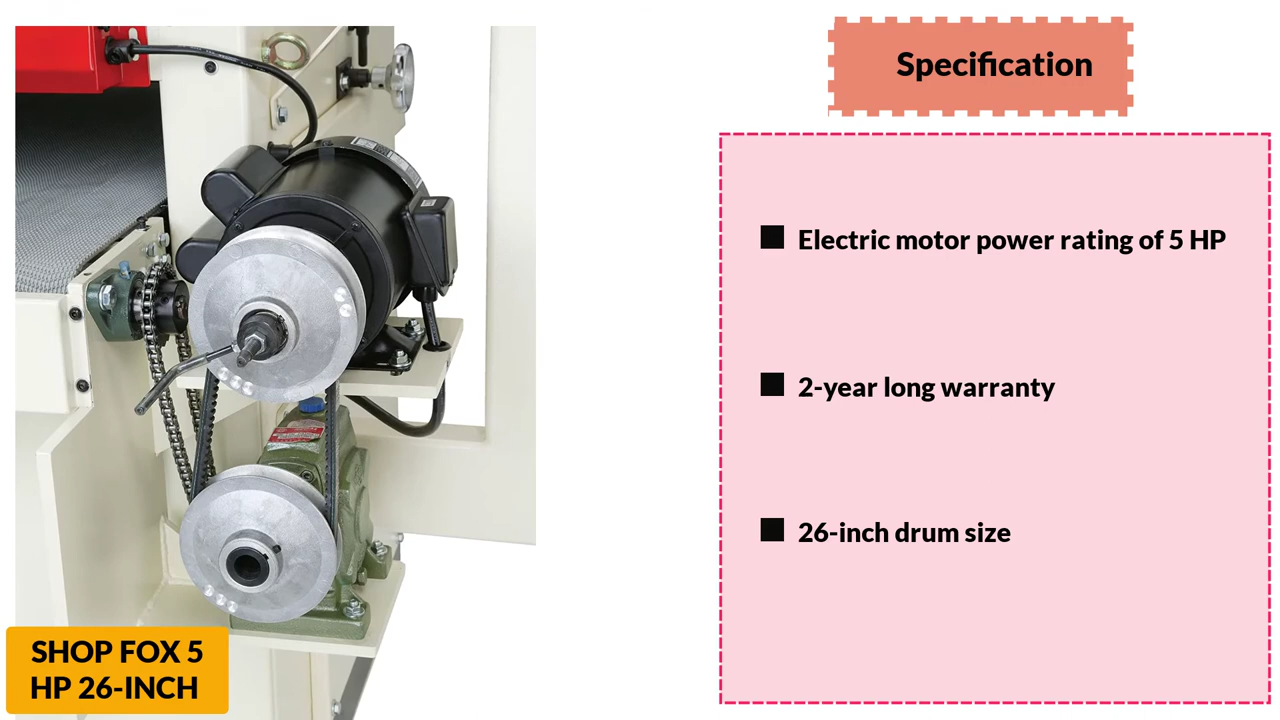 Specification
Electric motor power rating of 5 HP
2-year long warranty
26-inch drum size
SHOP FOX 5
HP 26-INCH